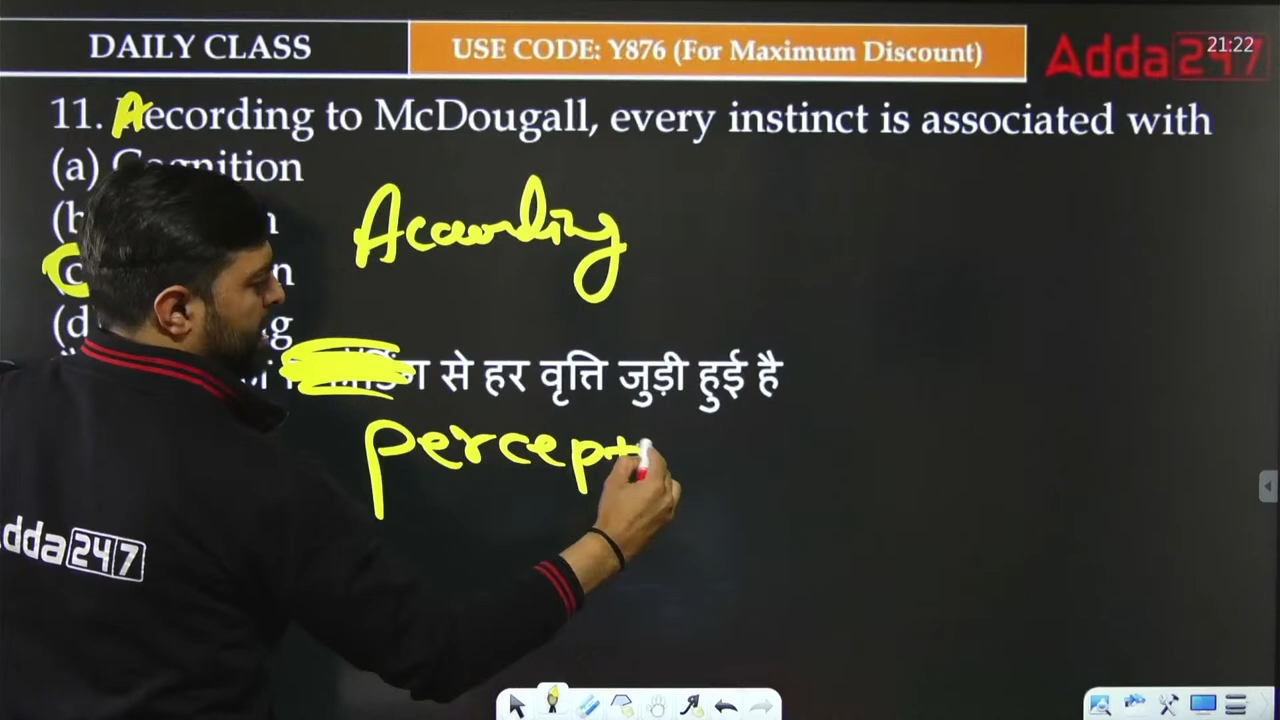 DAILY CLASS
USE CODE: Y876 (For Maximum Discount)
Adda247
21:22
11. Aecording to McDougall, every instinct is associated with
(a) Cognition
According
से हर वृत्ति जुड़ी हुई है
percept
adda247